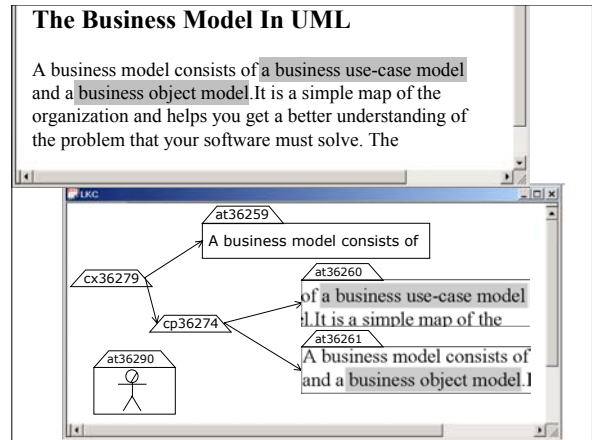 The Business Model In UML
A business model consists of a business use-case model
and a business object model.It is a simple map of the
organization and helps you get a better understanding of
the problem that your software must solve. The
LKC
at36259
A business model consists of
cx36279
at36260
of a business use-case model
l.It is a simple map of the
cp36274
at36261
A business model consists of
and a business object model.I
at36290